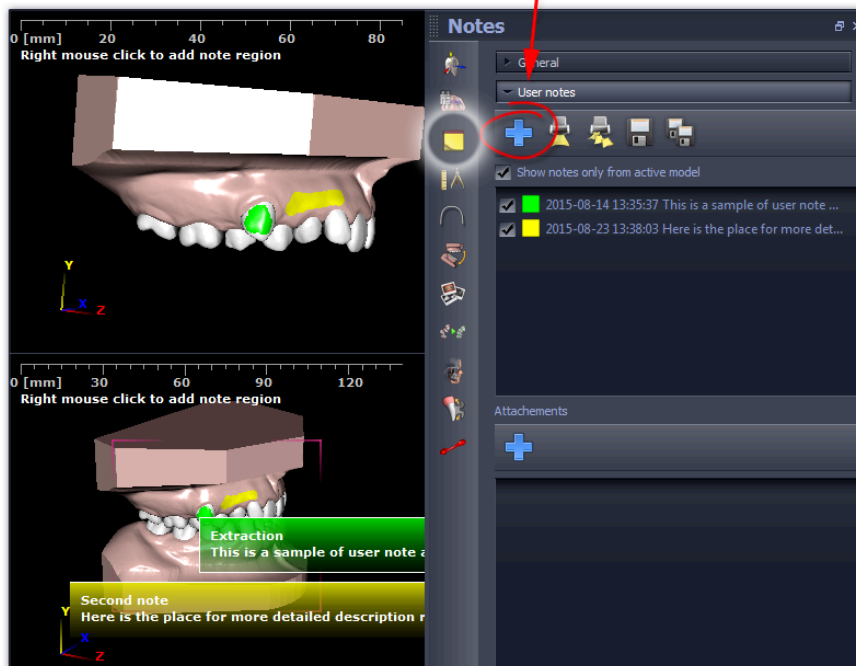 0 [mm] 20 40 60 80
Right mouse click to add note region
Y
X
Z
0 [mm] 30 60 90 120
Right mouse click to add note region
Extraction
This is a sample of user note a
Second note
Here is the place for more detailed description r
Y
X
Z
Notes
General
User notes
Show notes only from active model
2015-08-14 13:35:37 This is a sample of user note ...
2015-08-23 13:38:03 Here is the place for more det...
Attachements